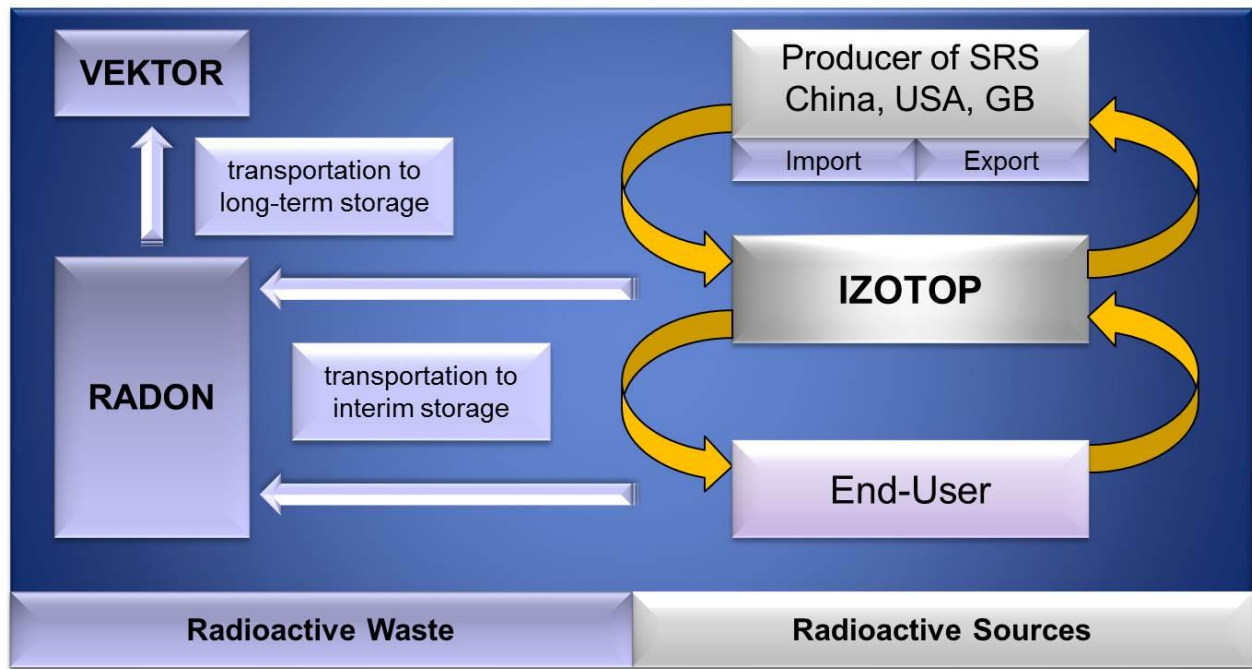 VEKTOR
transportation to
long-term storage
RADON
transportation to
interim storage
Producer of SRS
China, USA, GB
Import
Export
IZOTOP
End-User
Radioactive Waste
Radioactive Sources